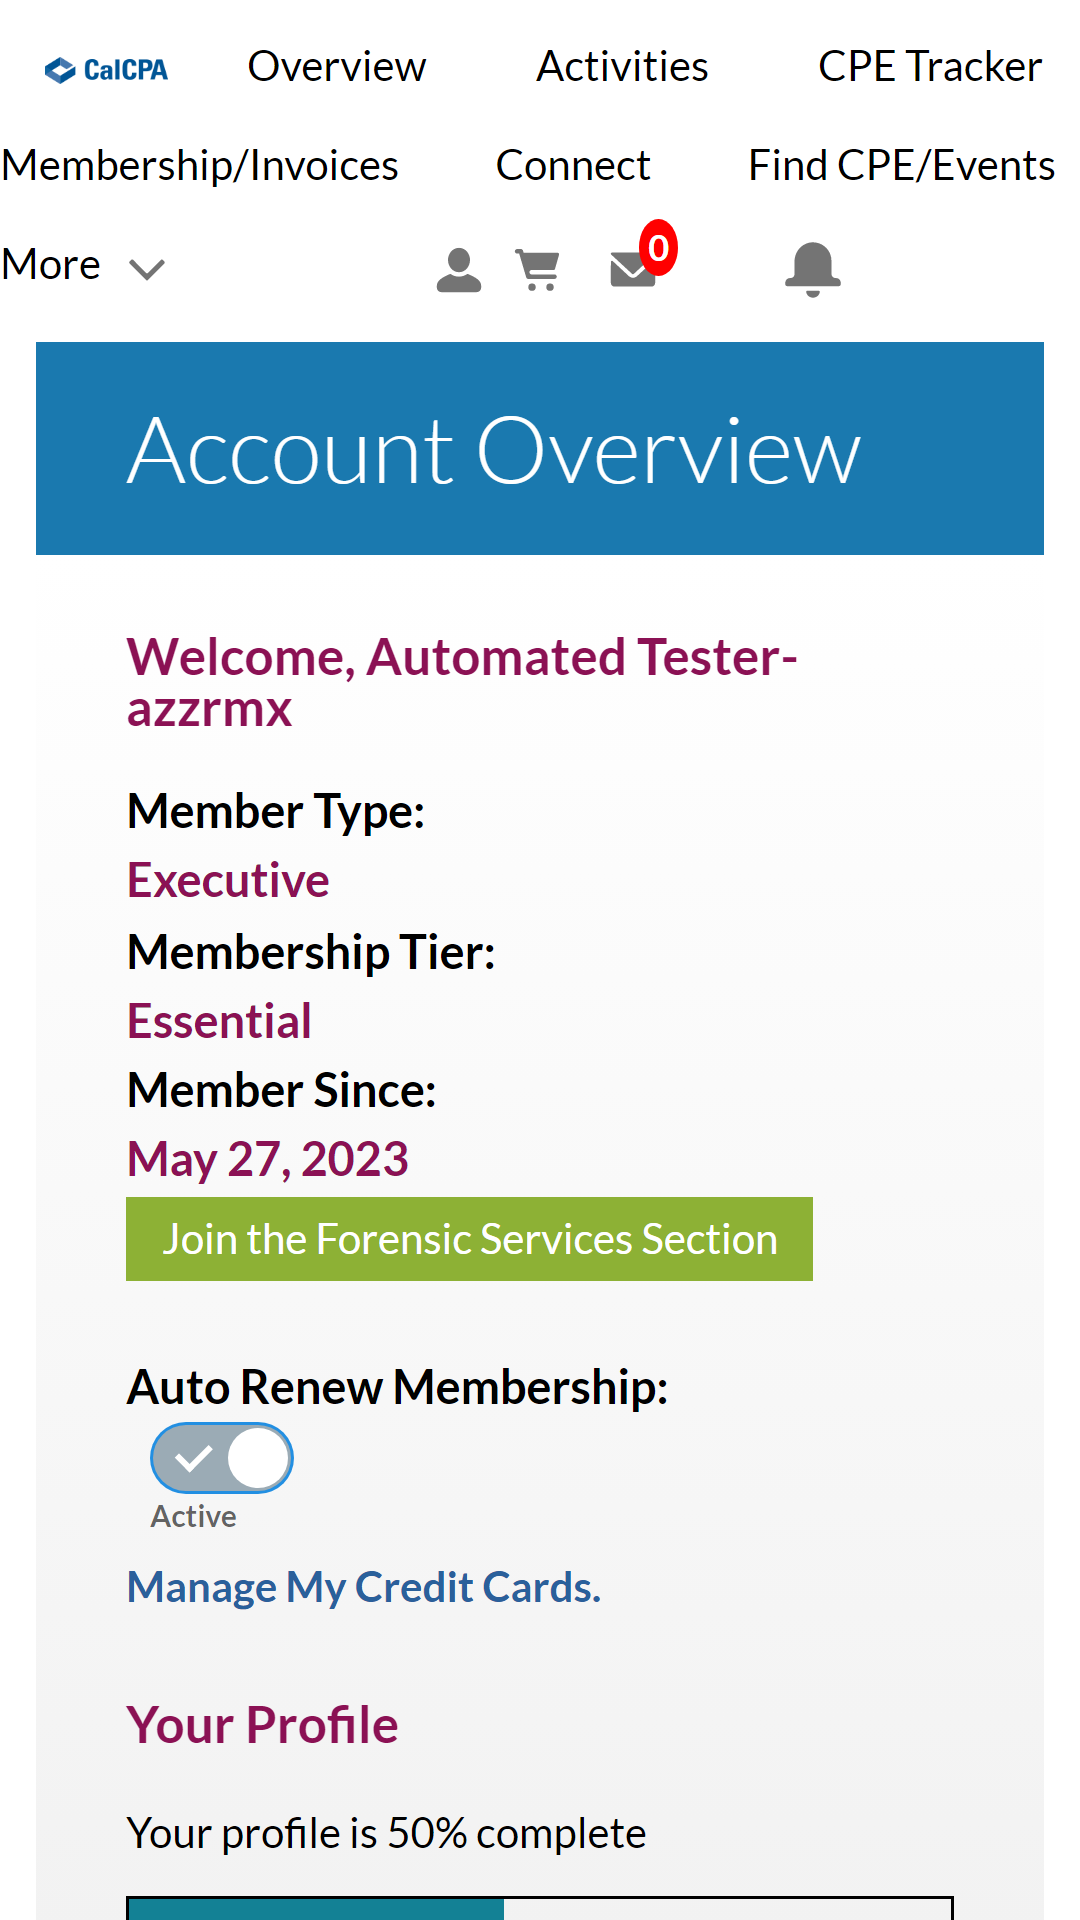 CalCPA Overview Activities CPE Tracker
Membership/Invoices Connect Find CPE/Events
More 0
Account Overview
Welcome, Automated Tester-
azzrmx
Member Type:
Executive
Membership Tier:
Essential
Member Since:
May 27, 2023
Join the Forensic Services Section
Auto Renew Membership:
Active
Manage My Credit Cards.
Your Profile
Your profile is 50% complete